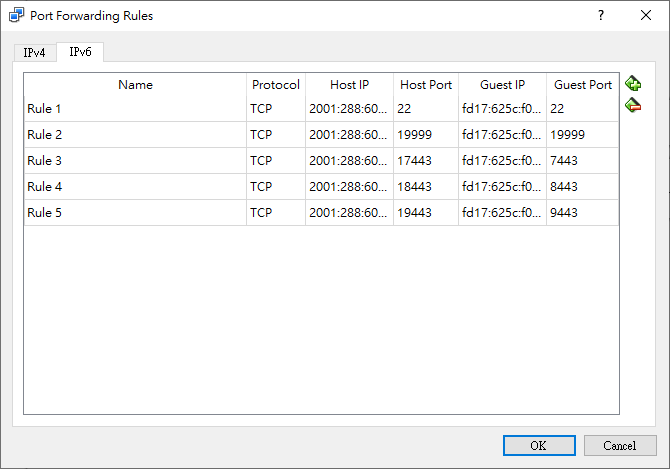 Port Forwarding Rules
?
IPv4 IPv6
Name Protocol Host IP Host Port Guest IP Guest Port
Rule 1 TCP 2001:288:60... 22 fd17:625c:f0... 22
Rule 2 TCP 2001:288:60... 19999 fd17:625c:f0... 19999
Rule 3 TCP 2001:288:60... 17443 fd17:625c:f0... 7443
Rule 4 TCP 2001:288:60... 18443 fd17:625c:f0... 8443
Rule 5 TCP 2001:288:60... 19443 fd17:625c:f0... 9443
OK Cancel